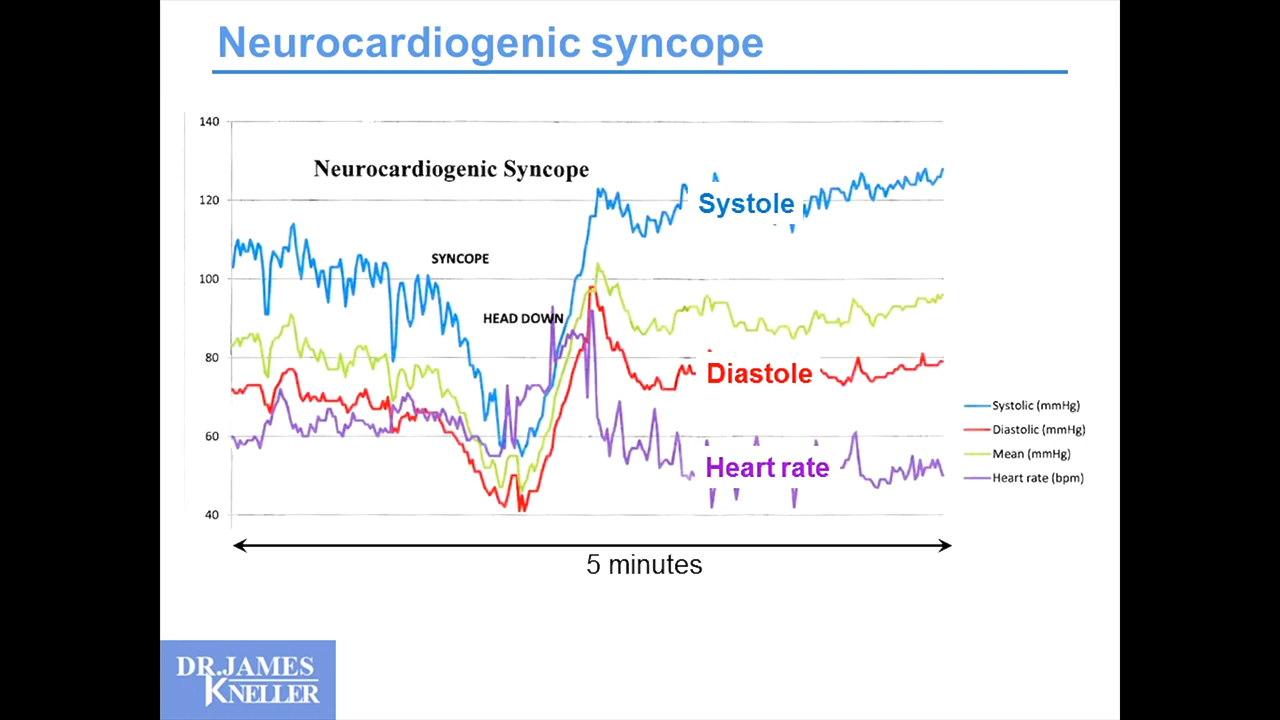 Neurocardiogenic syncope
140
Neurocardiogenic Syncope
120
Systole
SYNCOPE
100
HEAD DOWN
80
Diastole
Systolic (mmHg)
Diastolic (mmHg)
60
Mean (mmHg)
Heart rate
Heart rate (bpm)
40
5 minutes
DR.JAMES
KNELLER